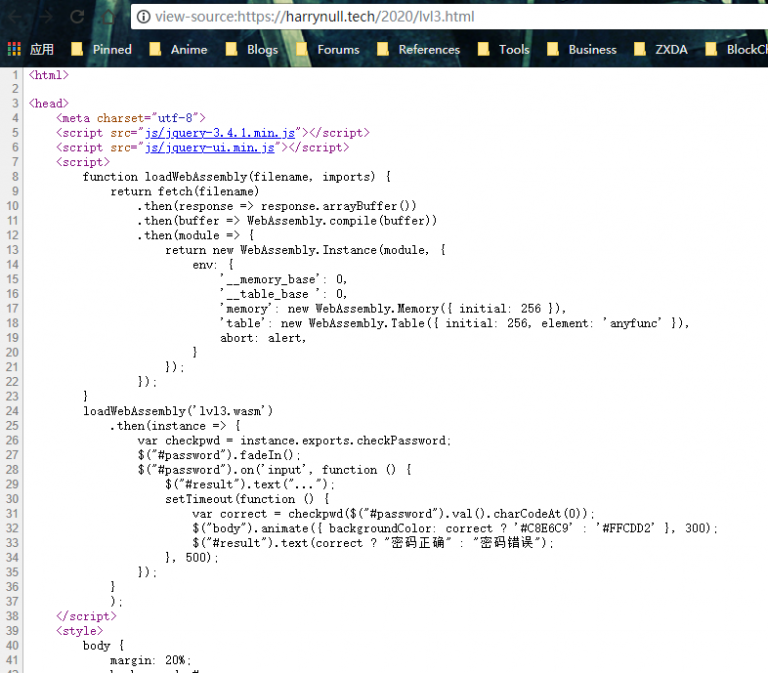 view-source:https://harrynull.tech/2020/lvl3.html
应用 Pinned Anime Blogs Forums References Tools Business ZXDA BlockCh
1 <html>
2
3 <head>
4 <meta charset="utf-8">
5 <script src="js/jquery-3.4.1.min.js"></script>
6 <script src="js/jquery-ui.min.js"></script>
7 <script>
8 function loadWebAssembly(filename, imports) {
9 return fetch(filename)
10 .then(response => response.arrayBuffer())
11 .then(buffer => WebAssembly.compile(buffer))
12 .then(module => {
13 return new WebAssembly.Instance(module, {
14 env: {
15 '__memory_base': 0,
16 '__table_base ': 0,
17 'memory': new WebAssembly.Memory({ initial: 256 }),
18 'table': new WebAssembly.Table({ initial: 256, element: 'anyfunc' }),
19 abort: alert,
20 }
21 });
22 });
23 }
24 loadWebAssembly('lvl3.wasm')
25 .then(instance => {
26 var checkpwd = instance.exports.checkPassword;
27 $("#password").fadeIn();
28 $("#password").on('input', function () {
29 $("#result").text("...");
30 setTimeout(function () {
31 var correct = checkpwd($("#password").val().charCodeAt(0));
32 $("body").animate({ backgroundColor: correct ? '#C8E6C9' : '#FFCDD2' }, 300);
33 $("#result").text(correct ? "密码正确" : "密码错误");
34 }, 500);
35 });
36 }
37 );
38 </script>
39 <style>
40 body {
41 margin: 20%;